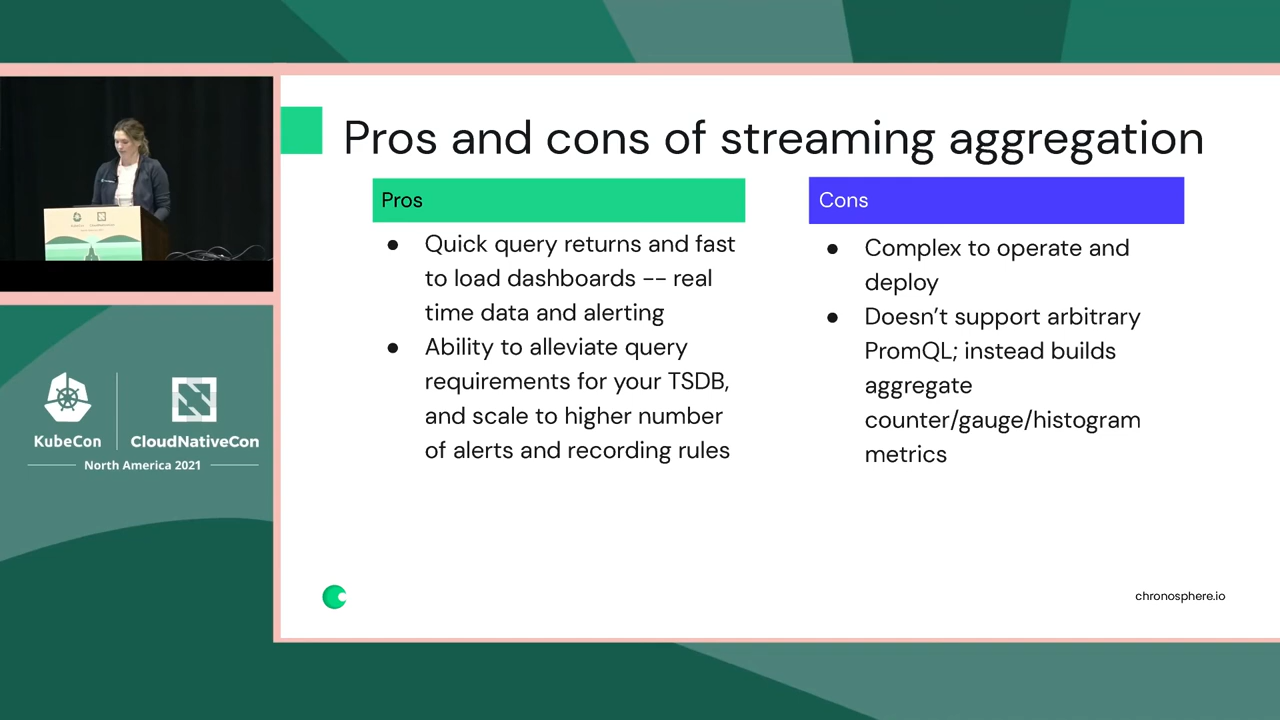 Pros and cons of streaming aggregation
Pros
● Quick query returns and fast
to load dashboards -- real
time data and alerting
● Ability to alleviate query
requirements for your TSDB,
and scale to higher number
of alerts and recording rules
Cons
● Complex to operate and
deploy
● Doesn’t support arbitrary
PromQL; instead builds
aggregate
counter/gauge/histogram
metrics
chronosphere.io
KubeCon
CloudNativeCon
North America 2021